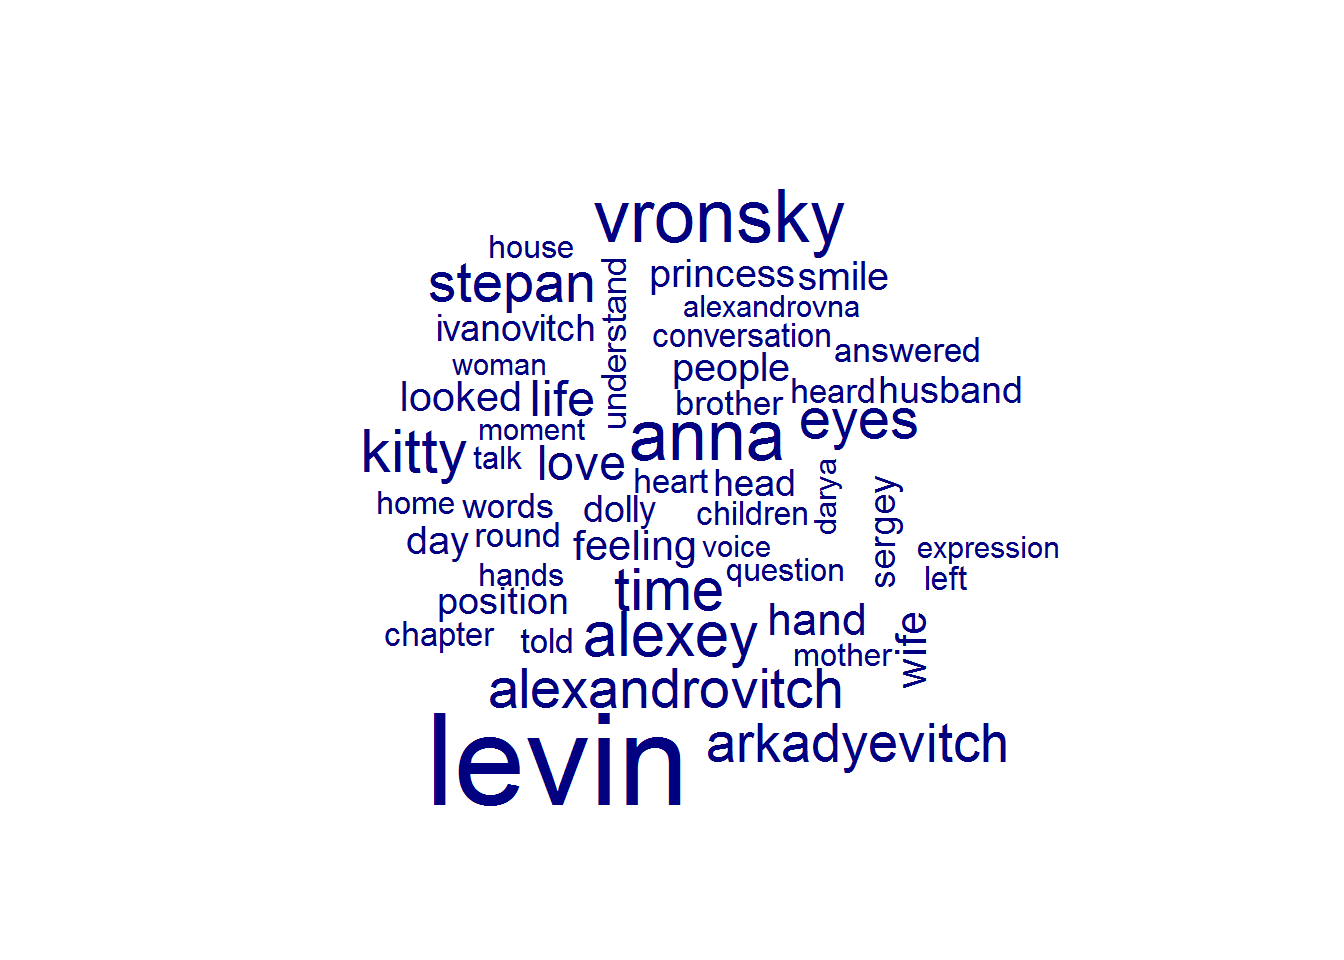 vronsky
house
stepan
understand
princess
smile
alexandrovna
ivanovitch
conversation
answered
woman
people
looked
life
brother
heard
husband
moment
anna
eyes
kitty
talk
love
heart
head
darya
home
words
dolly
children
sergey
day
round
feeling
voice
expression
hands
question
left
position
time
chapter
told
alexey
hand
mother
wife
alexandrovitch
levin
arkadyevitch